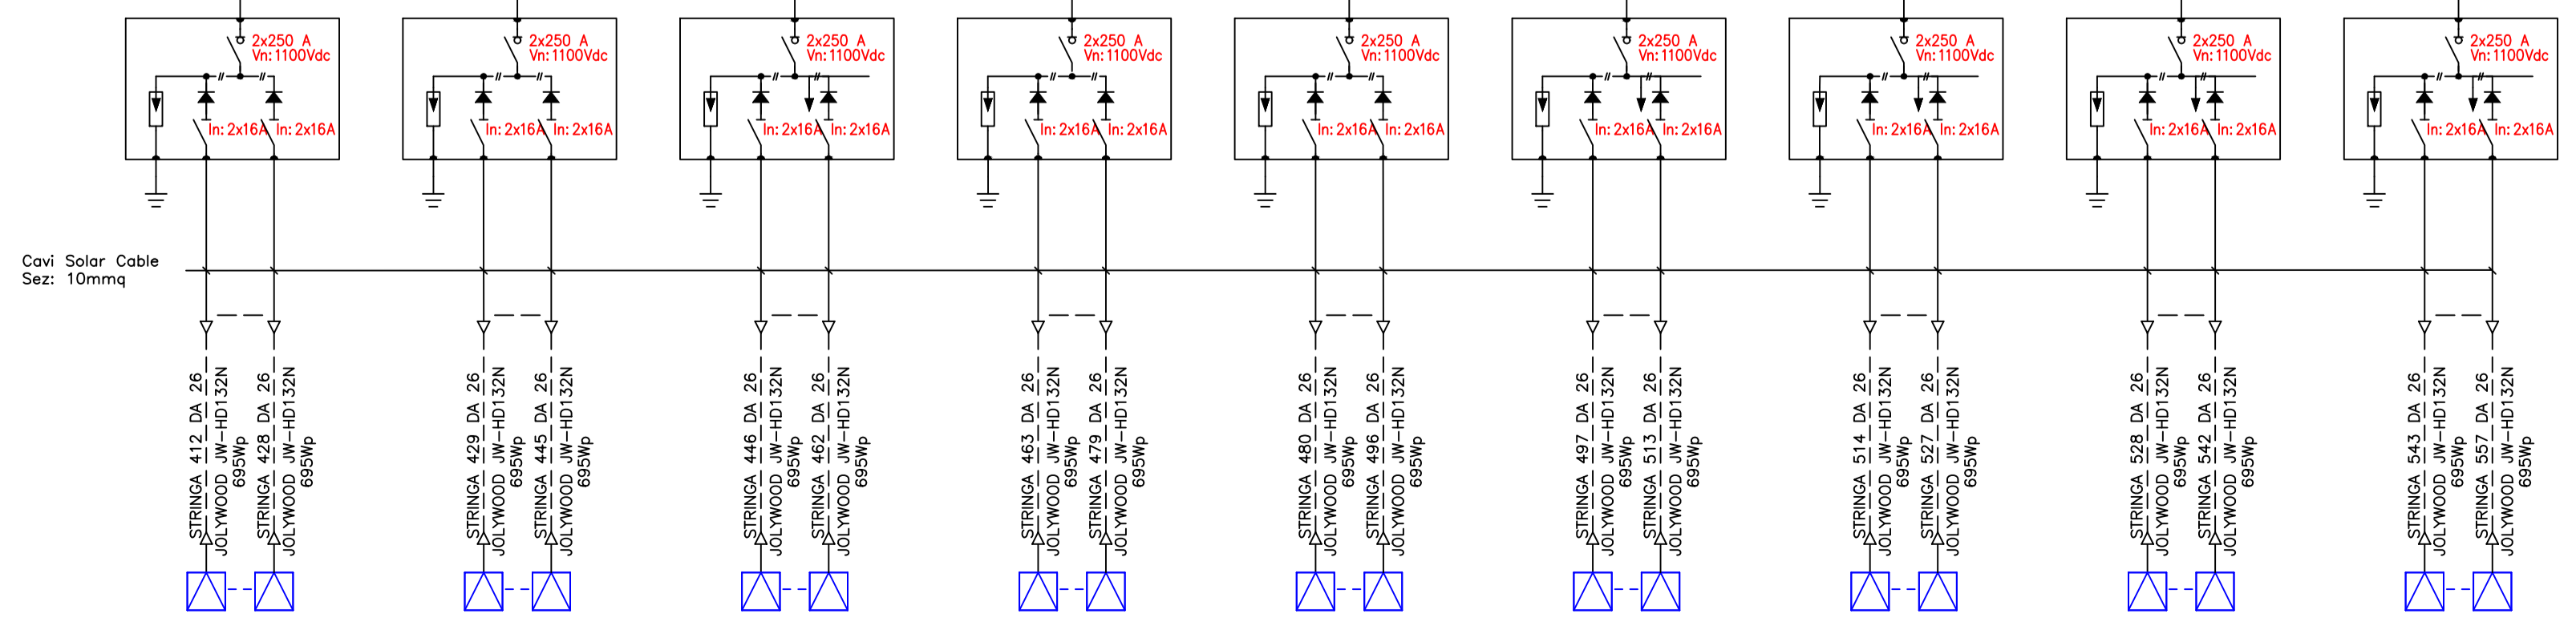 2x250 A
Vn:1100Vdc
In:2x16A
In:2x16A
2x250 A
Vn:1100Vdc
In:2x16A
In:2x16A
2x250 A
Vn:1100Vdc
In:2x16A
In:2x16A
2x250 A
Vn:1100Vdc
In:2x16A
In:2x16A
2x250 A
Vn:1100Vdc
In:2x16A
In:2x16A
2x250 A
Vn:1100Vdc
In:2x16A
In:2x16A
2x250 A
Vn:1100Vdc
In:2x16A
In:2x16A
2x250 A
Vn:1100Vdc
In:2x16A
In:2x16A
2x250 A
Vn:1100Vdc
In:2x16A
In:2x16A
Cavi Solar Cable
Sez: 10mmq
STRINGA 412 DA 26
JOLYWOOD JW-HD132N
695Wp
STRINGA 428 DA 26
JOLYWOOD JW-HD132N
695Wp
STRINGA 429 DA 26
JOLYWOOD JW-HD132N
695Wp
STRINGA 445 DA 26
JOLYWOOD JW-HD132N
695Wp
STRINGA 446 DA 26
JOLYWOOD JW-HD132N
695Wp
STRINGA 462 DA 26
JOLYWOOD JW-HD132N
695Wp
STRINGA 463 DA 26
JOLYWOOD JW-HD132N
695Wp
STRINGA 479 DA 26
JOLYWOOD JW-HD132N
695Wp
STRINGA 480 DA 26
JOLYWOOD JW-HD132N
695Wp
STRINGA 496 DA 26
JOLYWOOD JW-HD132N
695Wp
STRINGA 497 DA 26
JOLYWOOD JW-HD132N
695Wp
STRINGA 513 DA 26
JOLYWOOD JW-HD132N
695Wp
STRINGA 514 DA 26
JOLYWOOD JW-HD132N
695Wp
STRINGA 527 DA 26
JOLYWOOD JW-HD132N
695Wp
STRINGA 528 DA 26
JOLYWOOD JW-HD132N
695Wp
STRINGA 542 DA 26
JOLYWOOD JW-HD132N
695Wp
STRINGA 543 DA 26
JOLYWOOD JW-HD132N
695Wp
STRINGA 557 DA 26
JOLYWOOD JW-HD132N
695Wp